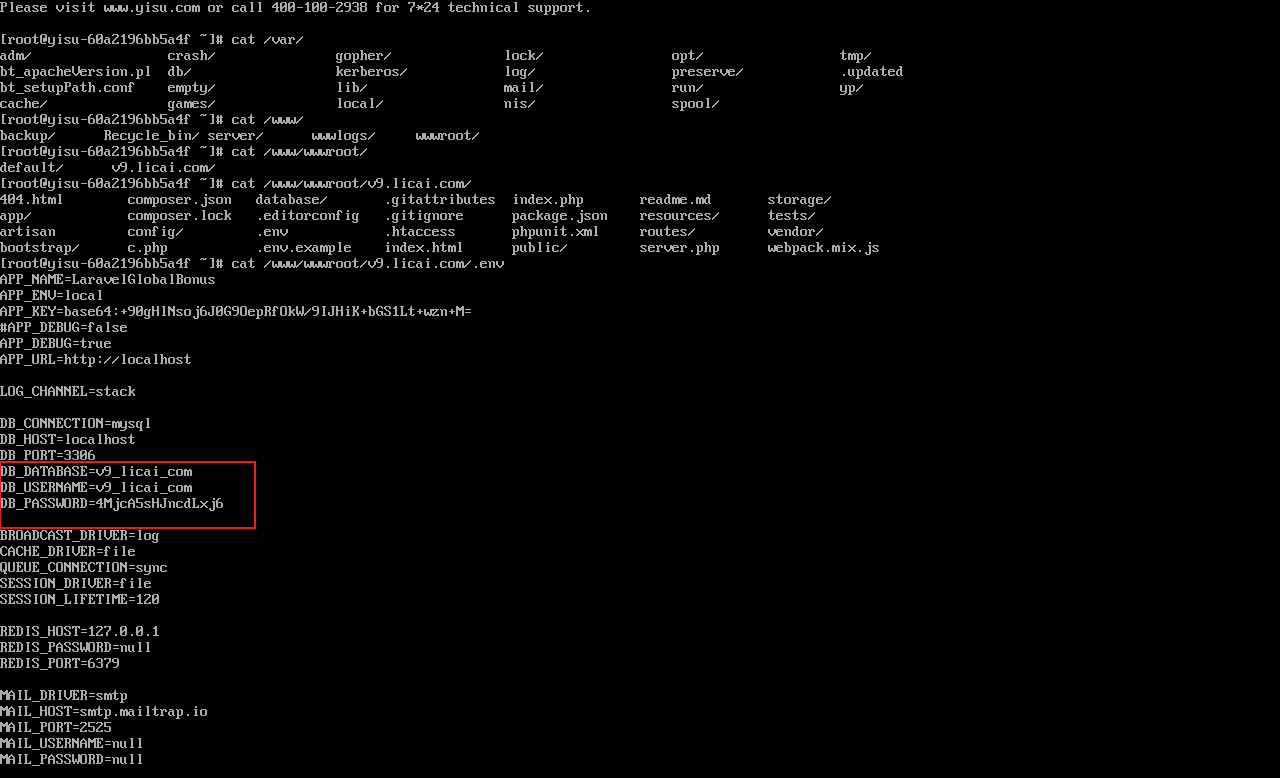 Please visit www.yisu.com or call 400-100-2938 for 7*24 technical support.
[root@yisu-60a2196bb5a4f ~]# cat /var/
adm/ crash/ gopher/ lock/ opt/ tmp/
bt_apacheVersion.pl db/ kerberos/ log/ preserve/ .updated
bt_setupPath.conf empty/ lib/ mail/ run/ yp/
cache/ games/ local/ nis/ spool/
[root@yisu-60a2196bb5a4f ~]# cat /www/
backup/ Recycle_bin/ server/ wwwlogs/ wwwroot/
[root@yisu-60a2196bb5a4f ~]# cat /www/wwwroot/
default/ v9.licai.com/
[root@yisu-60a2196bb5a4f ~]# cat /www/wwwroot/v9.licai.com/
404.html composer.json database/ .gitattributes index.php readme.md storage/
app/ composer.lock .editorconfig .gitignore package.json resources/ tests/
artisan config/ .env .htaccess phpunit.xml routes/ vendor/
bootstrap/ c.php .env.example index.html public/ server.php webpack.mix.js
[root@yisu-60a2196bb5a4f ~]# cat /www/wwwroot/v9.licai.com/.env
APP_NAME=LaravelGlobalBonus
APP_ENV=local
APP_KEY=base64:+90gHlNsoj6J0G9OepRfOkW/9IJHiK+bGS1Lt+wzn+M=
#APP_DEBUG=false
APP_DEBUG=true
APP_URL=http://localhost
LOG_CHANNEL=stack
DB_CONNECTION=mysql
DB_HOST=localhost
DB_PORT=3306
DB_DATABASE=v9_licai_com
DB_USERNAME=v9_licai_com
DB_PASSWORD=4MjcA5sHJncdLxj6
BROADCAST_DRIVER=log
CACHE_DRIVER=file
QUEUE_CONNECTION=sync
SESSION_DRIVER=file
SESSION_LIFETIME=120
REDIS_HOST=127.0.0.1
REDIS_PASSWORD=null
REDIS_PORT=6379
MAIL_DRIVER=smtp
MAIL_HOST=smtp.mailtrap.io
MAIL_PORT=2525
MAIL_USERNAME=null
MAIL_PASSWORD=null